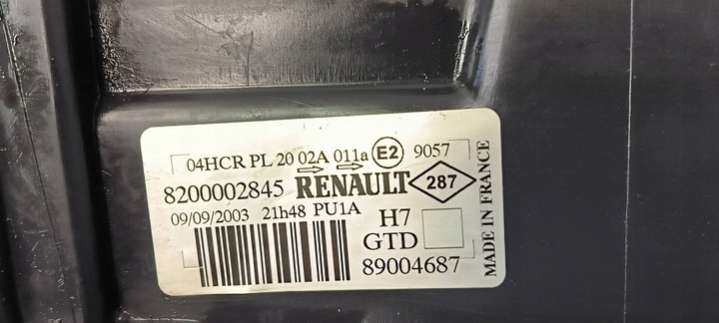 04HCR PL 20 02A 011a E2 9057
8200002845 RENAULT 287
09/09/2003 21h48 PU1A
H7
GTD
89004687
MADE IN FRANCE